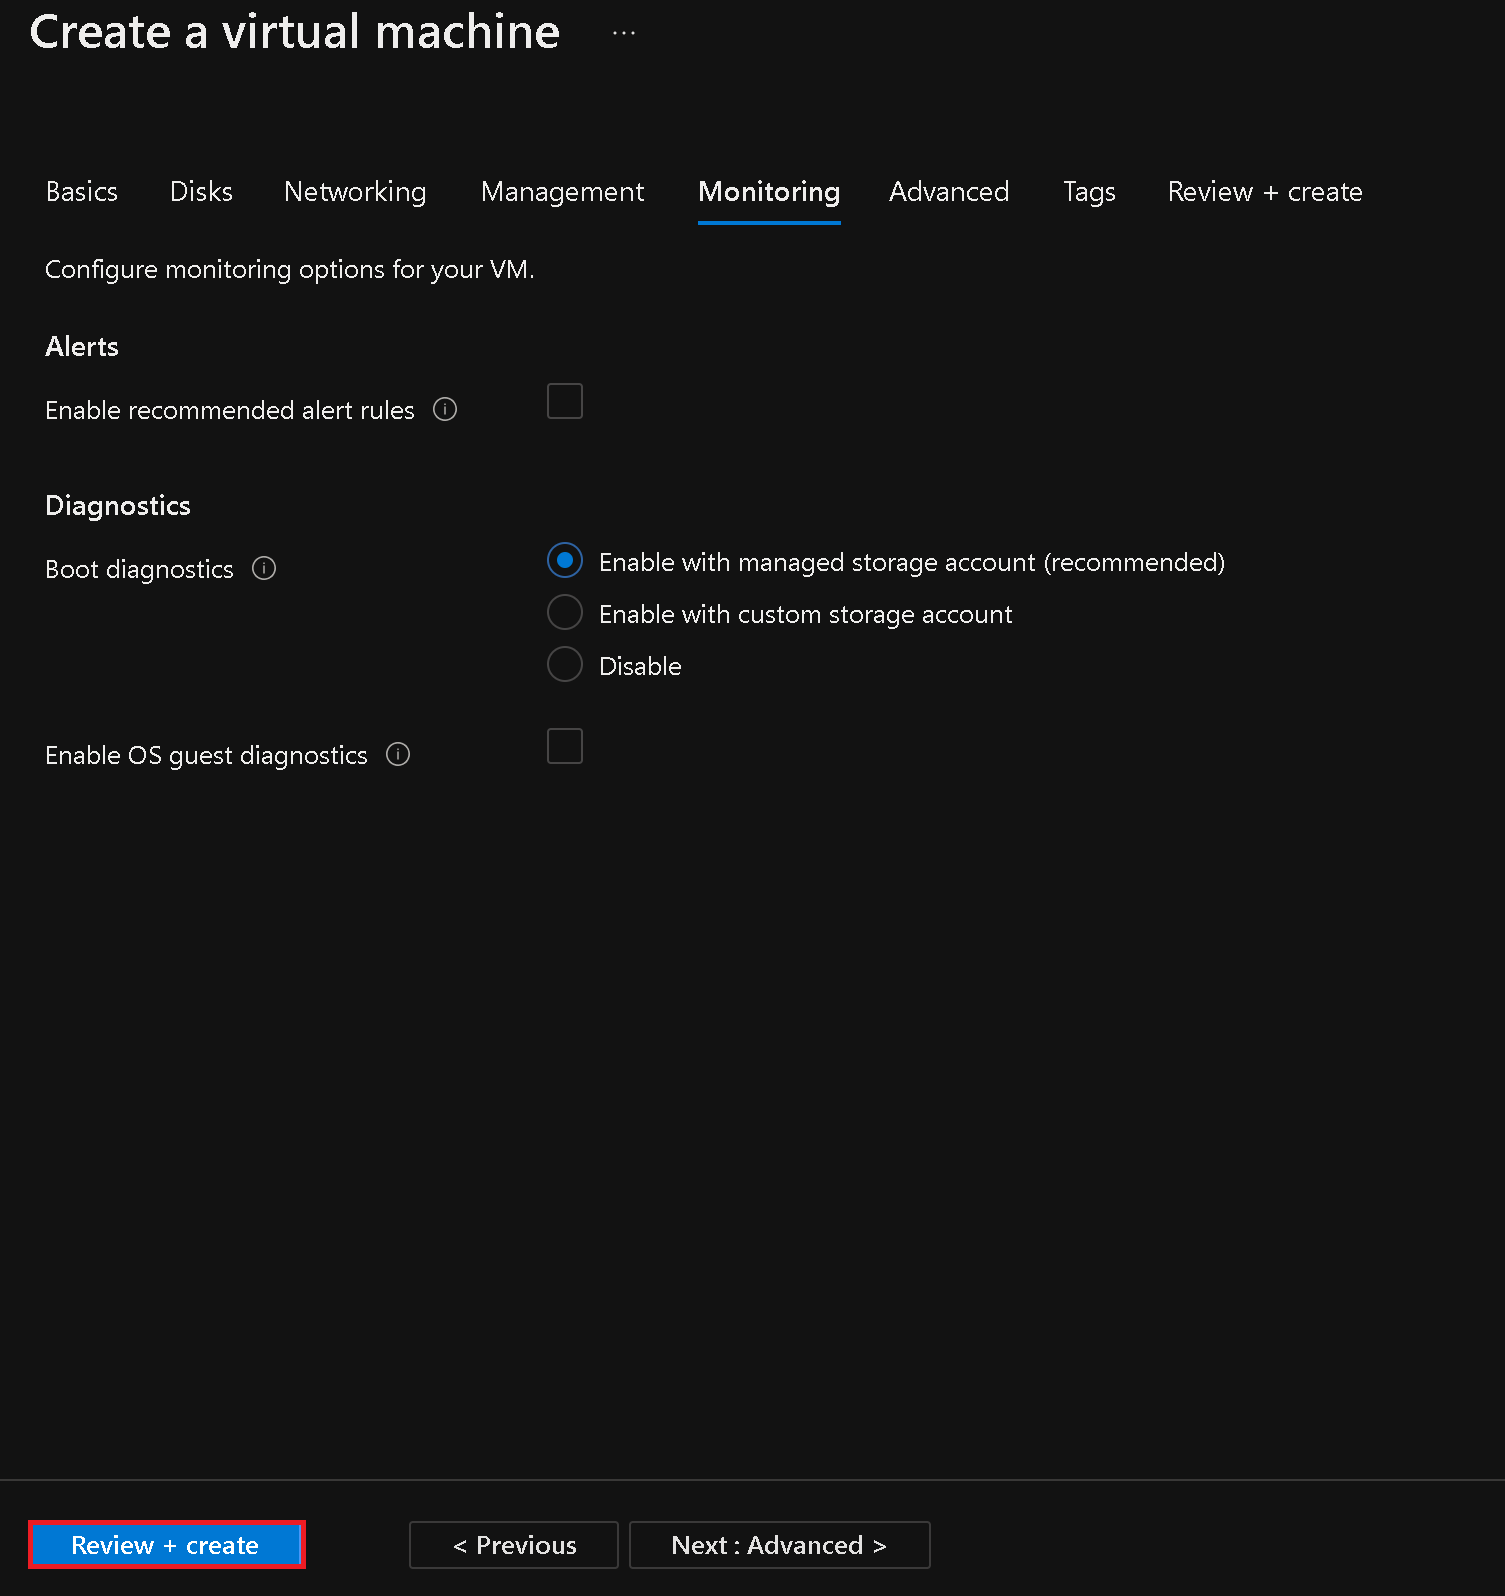 Create a virtual machine ...
Basics Disks Networking Management Monitoring Advanced Tags Review + create
Configure monitoring options for your VM.
Alerts
Enable recommended alert rules
Diagnostics
Boot diagnostics Enable with managed storage account (recommended)
Enable with custom storage account
Disable
Enable OS guest diagnostics
Review + create < Previous Next : Advanced >